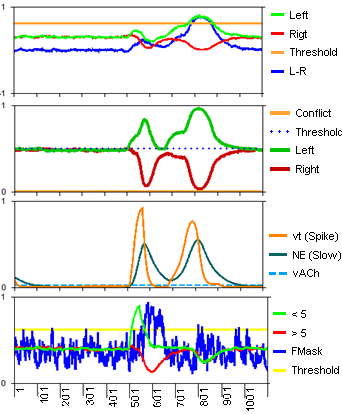 1
Left
Rigt
Threshold
L-R
-1
1
Conflict
Threshold
Left
Right
0
1
vt (Spike)
NE (Slow)
vACh
0
1
< 5
> 5
FMask
Threshold
0
1 101 201 301 401 501 601 701 801 901 1001